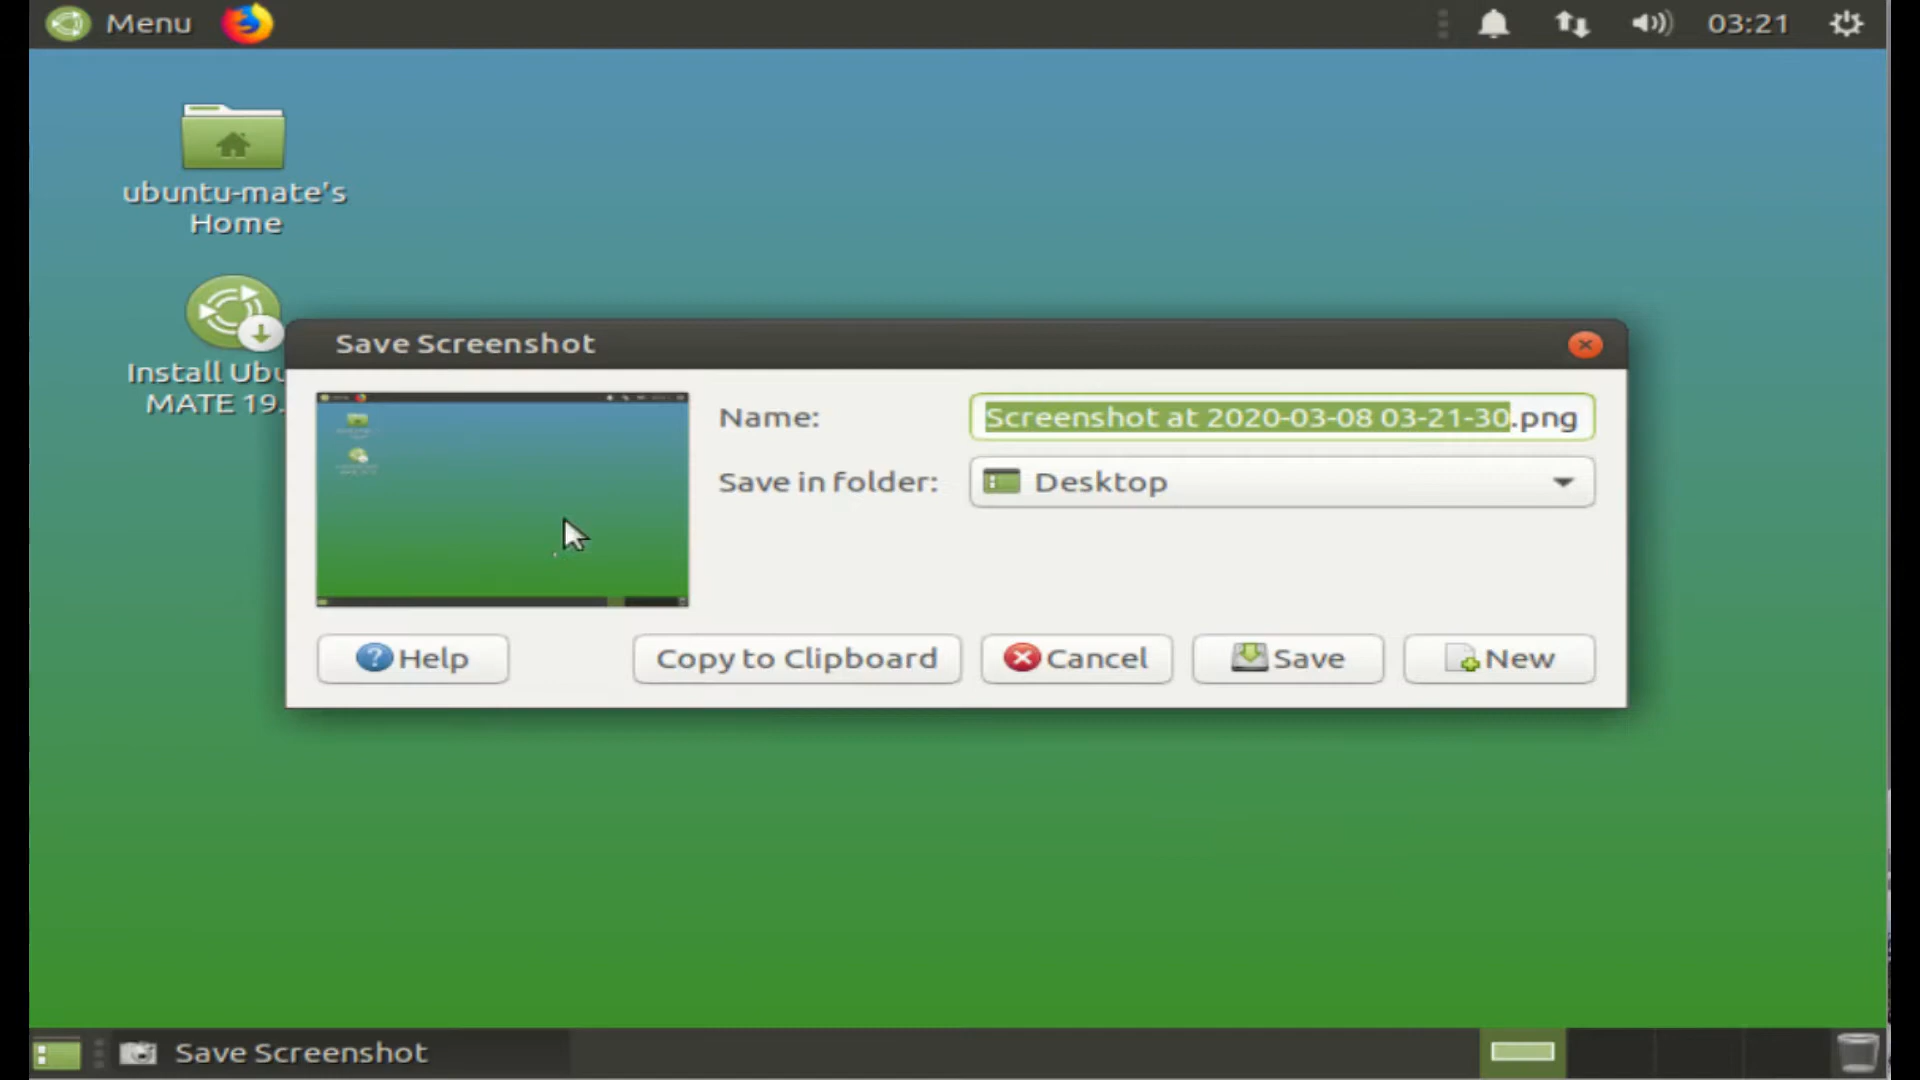 Menu
03:21
ubuntu-mate's
Home
Install Ubu
MATE 19.
Save Screenshot
Name: Screenshot at 2020-03-08 03-21-30.png
Save in folder: Desktop
Help Copy to Clipboard Cancel Save New
Save Screenshot